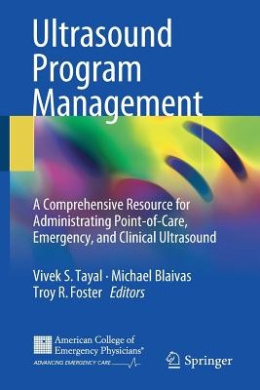 Ultrasound
Program
Management
A Comprehensive Resource for
Administrating Point-of-Care,
Emergency, and Clinical Ultrasound
Vivek S. Tayal · Michael Blaivas
Troy R. Foster Editors
American College of
Emergency Physicians®
ADVANCING EMERGENCY CARE
Springer